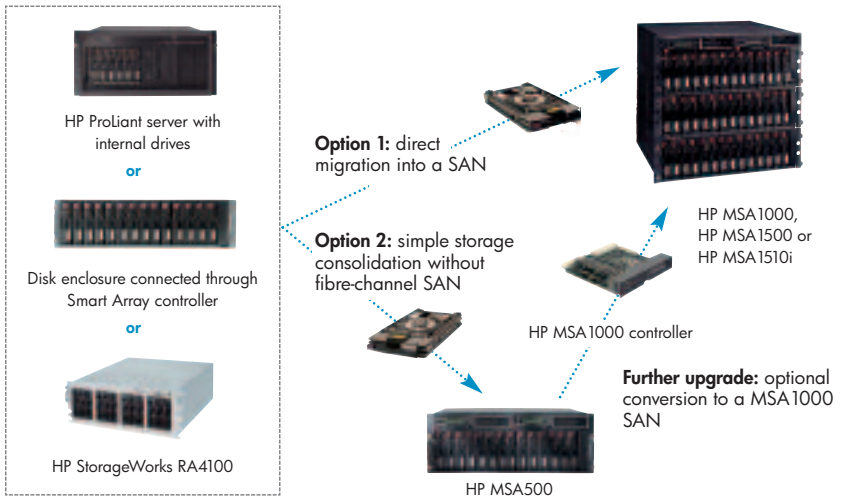 HP ProLiant server with
internal drives
or
Disk enclosure connected through
Smart Array controller
or
HP StorageWorks RA4100
Option 1: direct
migration into a SAN
Option 2: simple storage
consolidation without
fibre-channel SAN
HP MSA1000,
HP MSA1500 or
HP MSA1510i
HP MSA1000 controller
Further upgrade: optional
conversion to a MSA1000
SAN
HP MSA500